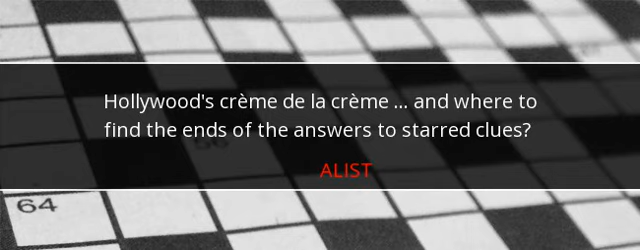 Hollywood's crème de la crème ... and where to
find the ends of the answers to starred clues?
ALIST
64